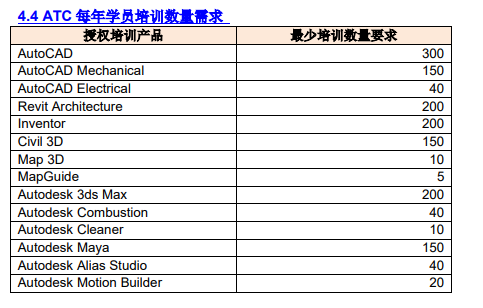 4.4 ATC 每年学员培训数量需求
授权培训产品 最少培训数量要求
AutoCAD 300
AutoCAD Mechanical 150
AutoCAD Electrical 40
Revit Architecture 200
Inventor 200
Civil 3D 150
Map 3D 10
MapGuide 5
Autodesk 3ds Max 200
Autodesk Combustion 40
Autodesk Cleaner 10
Autodesk Maya 150
Autodesk Alias Studio 40
Autodesk Motion Builder 20